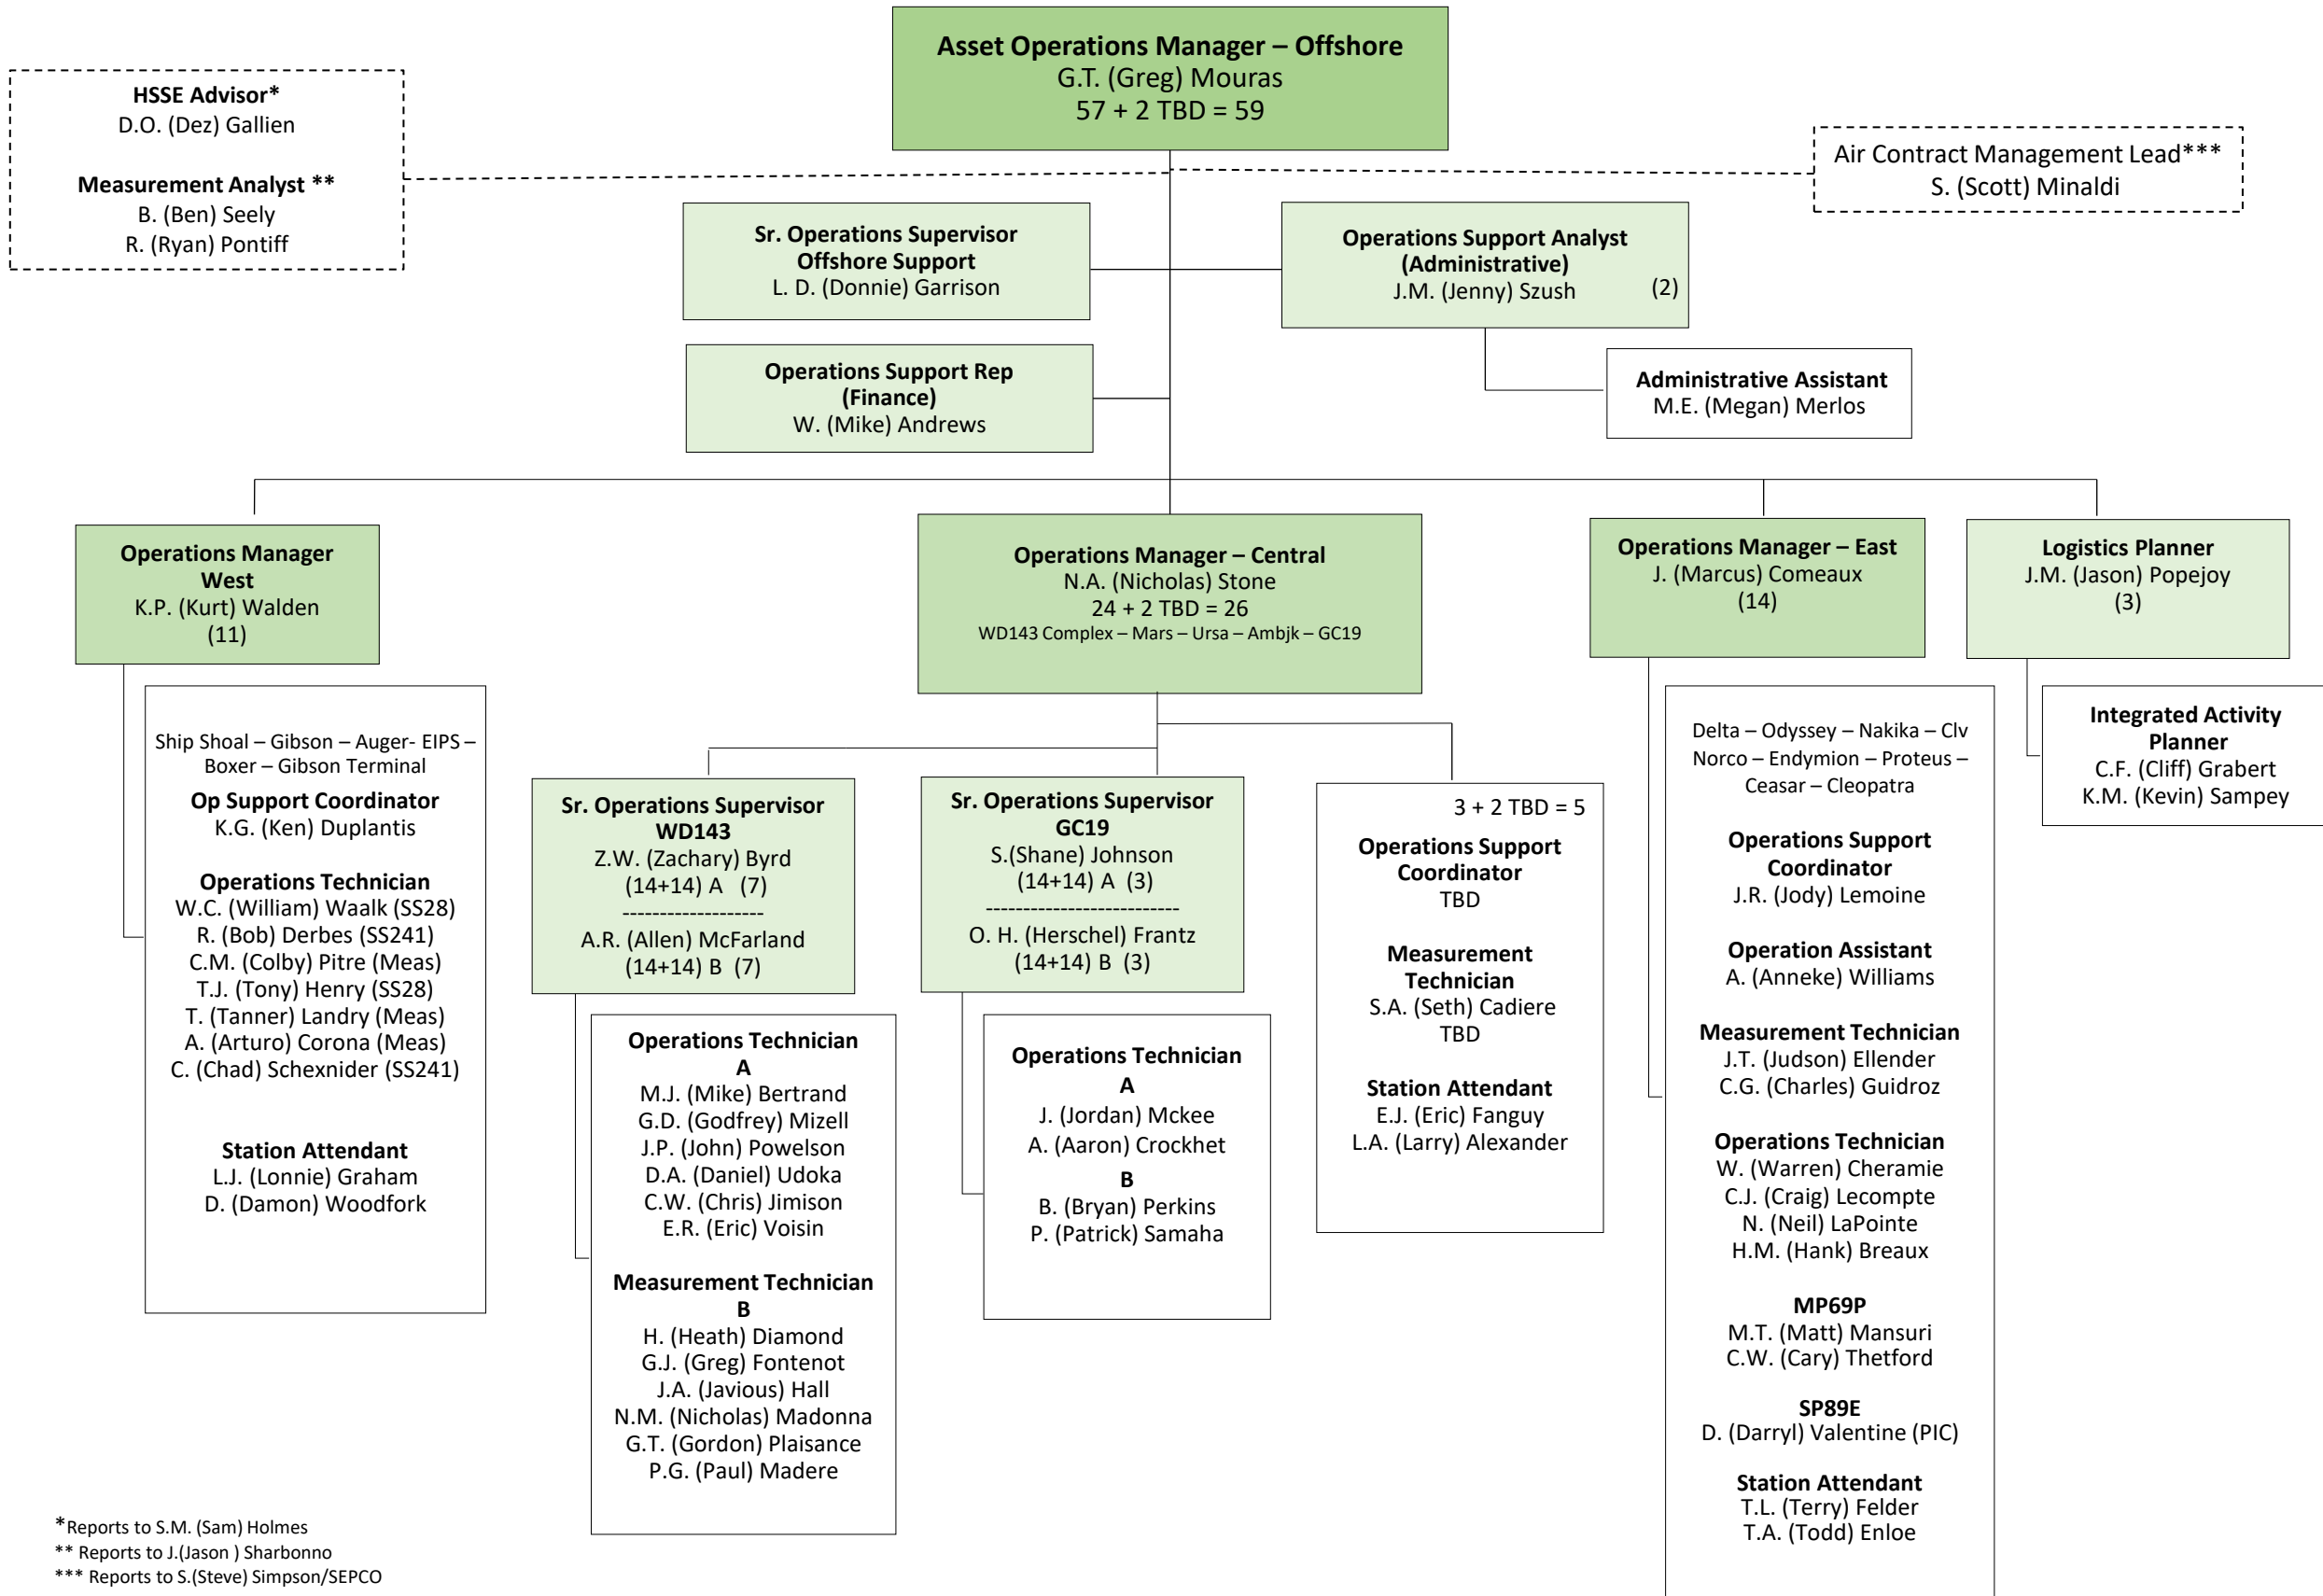 Asset Operations Manager – Offshore
G.T. (Greg) Mouras
57 + 2 TBD = 59
HSSE Advisor*
D.O. (Dez) Gallien
Measurement Analyst **
B. (Ben) Seely
R. (Ryan) Pontiff
Air Contract Management Lead***
S. (Scott) Minaldi
Sr. Operations Supervisor
Offshore Support
L. D. (Donnie) Garrison
Operations Support Analyst
(Administrative)
J.M. (Jenny) Szush (2)
Operations Support Rep
(Finance)
W. (Mike) Andrews
Administrative Assistant
M.E. (Megan) Merlos
Operations Manager
West
K.P. (Kurt) Walden
(11)
Operations Manager – Central
N.A. (Nicholas) Stone
24 + 2 TBD = 26
WD143 Complex – Mars – Ursa – Ambjk – GC19
Operations Manager – East
J. (Marcus) Comeaux
(14)
Logistics Planner
J.M. (Jason) Popejoy
(3)
Ship Shoal – Gibson – Auger- EIPS –
Boxer – Gibson Terminal
Op Support Coordinator
K.G. (Ken) Duplantis
Operations Technician
W.C. (William) Waalk (SS28)
R. (Bob) Derbes (SS241)
C.M. (Colby) Pitre (Meas)
T.J. (Tony) Henry (SS28)
T. (Tanner) Landry (Meas)
A. (Arturo) Corona (Meas)
C. (Chad) Schexnider (SS241)
Station Attendant
L.J. (Lonnie) Graham
D. (Damon) Woodfork
Sr. Operations Supervisor
WD143
Z.W. (Zachary) Byrd
(14+14) A (7)
-------------------
A.R. (Allen) McFarland
(14+14) B (7)
Operations Technician
A
M.J. (Mike) Bertrand
G.D. (Godfrey) Mizell
J.P. (John) Powelson
D.A. (Daniel) Udoka
C.W. (Chris) Jimison
E.R. (Eric) Voisin
Measurement Technician
B
H. (Heath) Diamond
G.J. (Greg) Fontenot
J.A. (Javious) Hall
N.M. (Nicholas) Madonna
G.T. (Gordon) Plaisance
P.G. (Paul) Madere
Sr. Operations Supervisor
GC19
S.(Shane) Johnson
(14+14) A (3)
--------------------------
O. H. (Herschel) Frantz
(14+14) B (3)
Operations Technician
A
J. (Jordan) Mckee
A. (Aaron) Crockhet
B
B. (Bryan) Perkins
P. (Patrick) Samaha
3 + 2 TBD = 5
Operations Support
Coordinator
TBD
Measurement
Technician
S.A. (Seth) Cadiere
TBD
Station Attendant
E.J. (Eric) Fanguy
L.A. (Larry) Alexander
Delta – Odyssey – Nakika – Clv
Norco – Endymion – Proteus –
Ceasar – Cleopatra
Operations Support
Coordinator
J.R. (Jody) Lemoine
Operation Assistant
A. (Anneke) Williams
Measurement Technician
J.T. (Judson) Ellender
C.G. (Charles) Guidroz
Operations Technician
W. (Warren) Cheramie
C.J. (Craig) Lecompte
N. (Neil) LaPointe
H.M. (Hank) Breaux
MP69P
M.T. (Matt) Mansuri
C.W. (Cary) Thetford
SP89E
D. (Darryl) Valentine (PIC)
Station Attendant
T.L. (Terry) Felder
T.A. (Todd) Enloe
Integrated Activity
Planner
C.F. (Cliff) Grabert
K.M. (Kevin) Sampey
*Reports to S.M. (Sam) Holmes
** Reports to J.(Jason ) Sharbonno
*** Reports to S.(Steve) Simpson/SEPCO